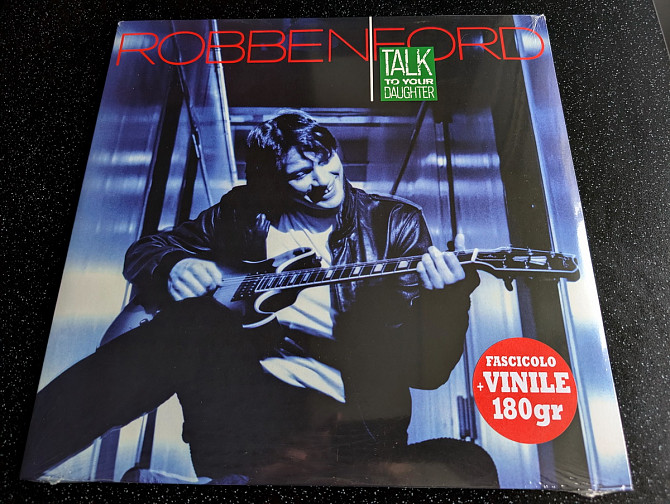 ROBBENFORD
TALK
TO YOUR
DAUGHTER
FASCICOLO
+VINILE
180gr